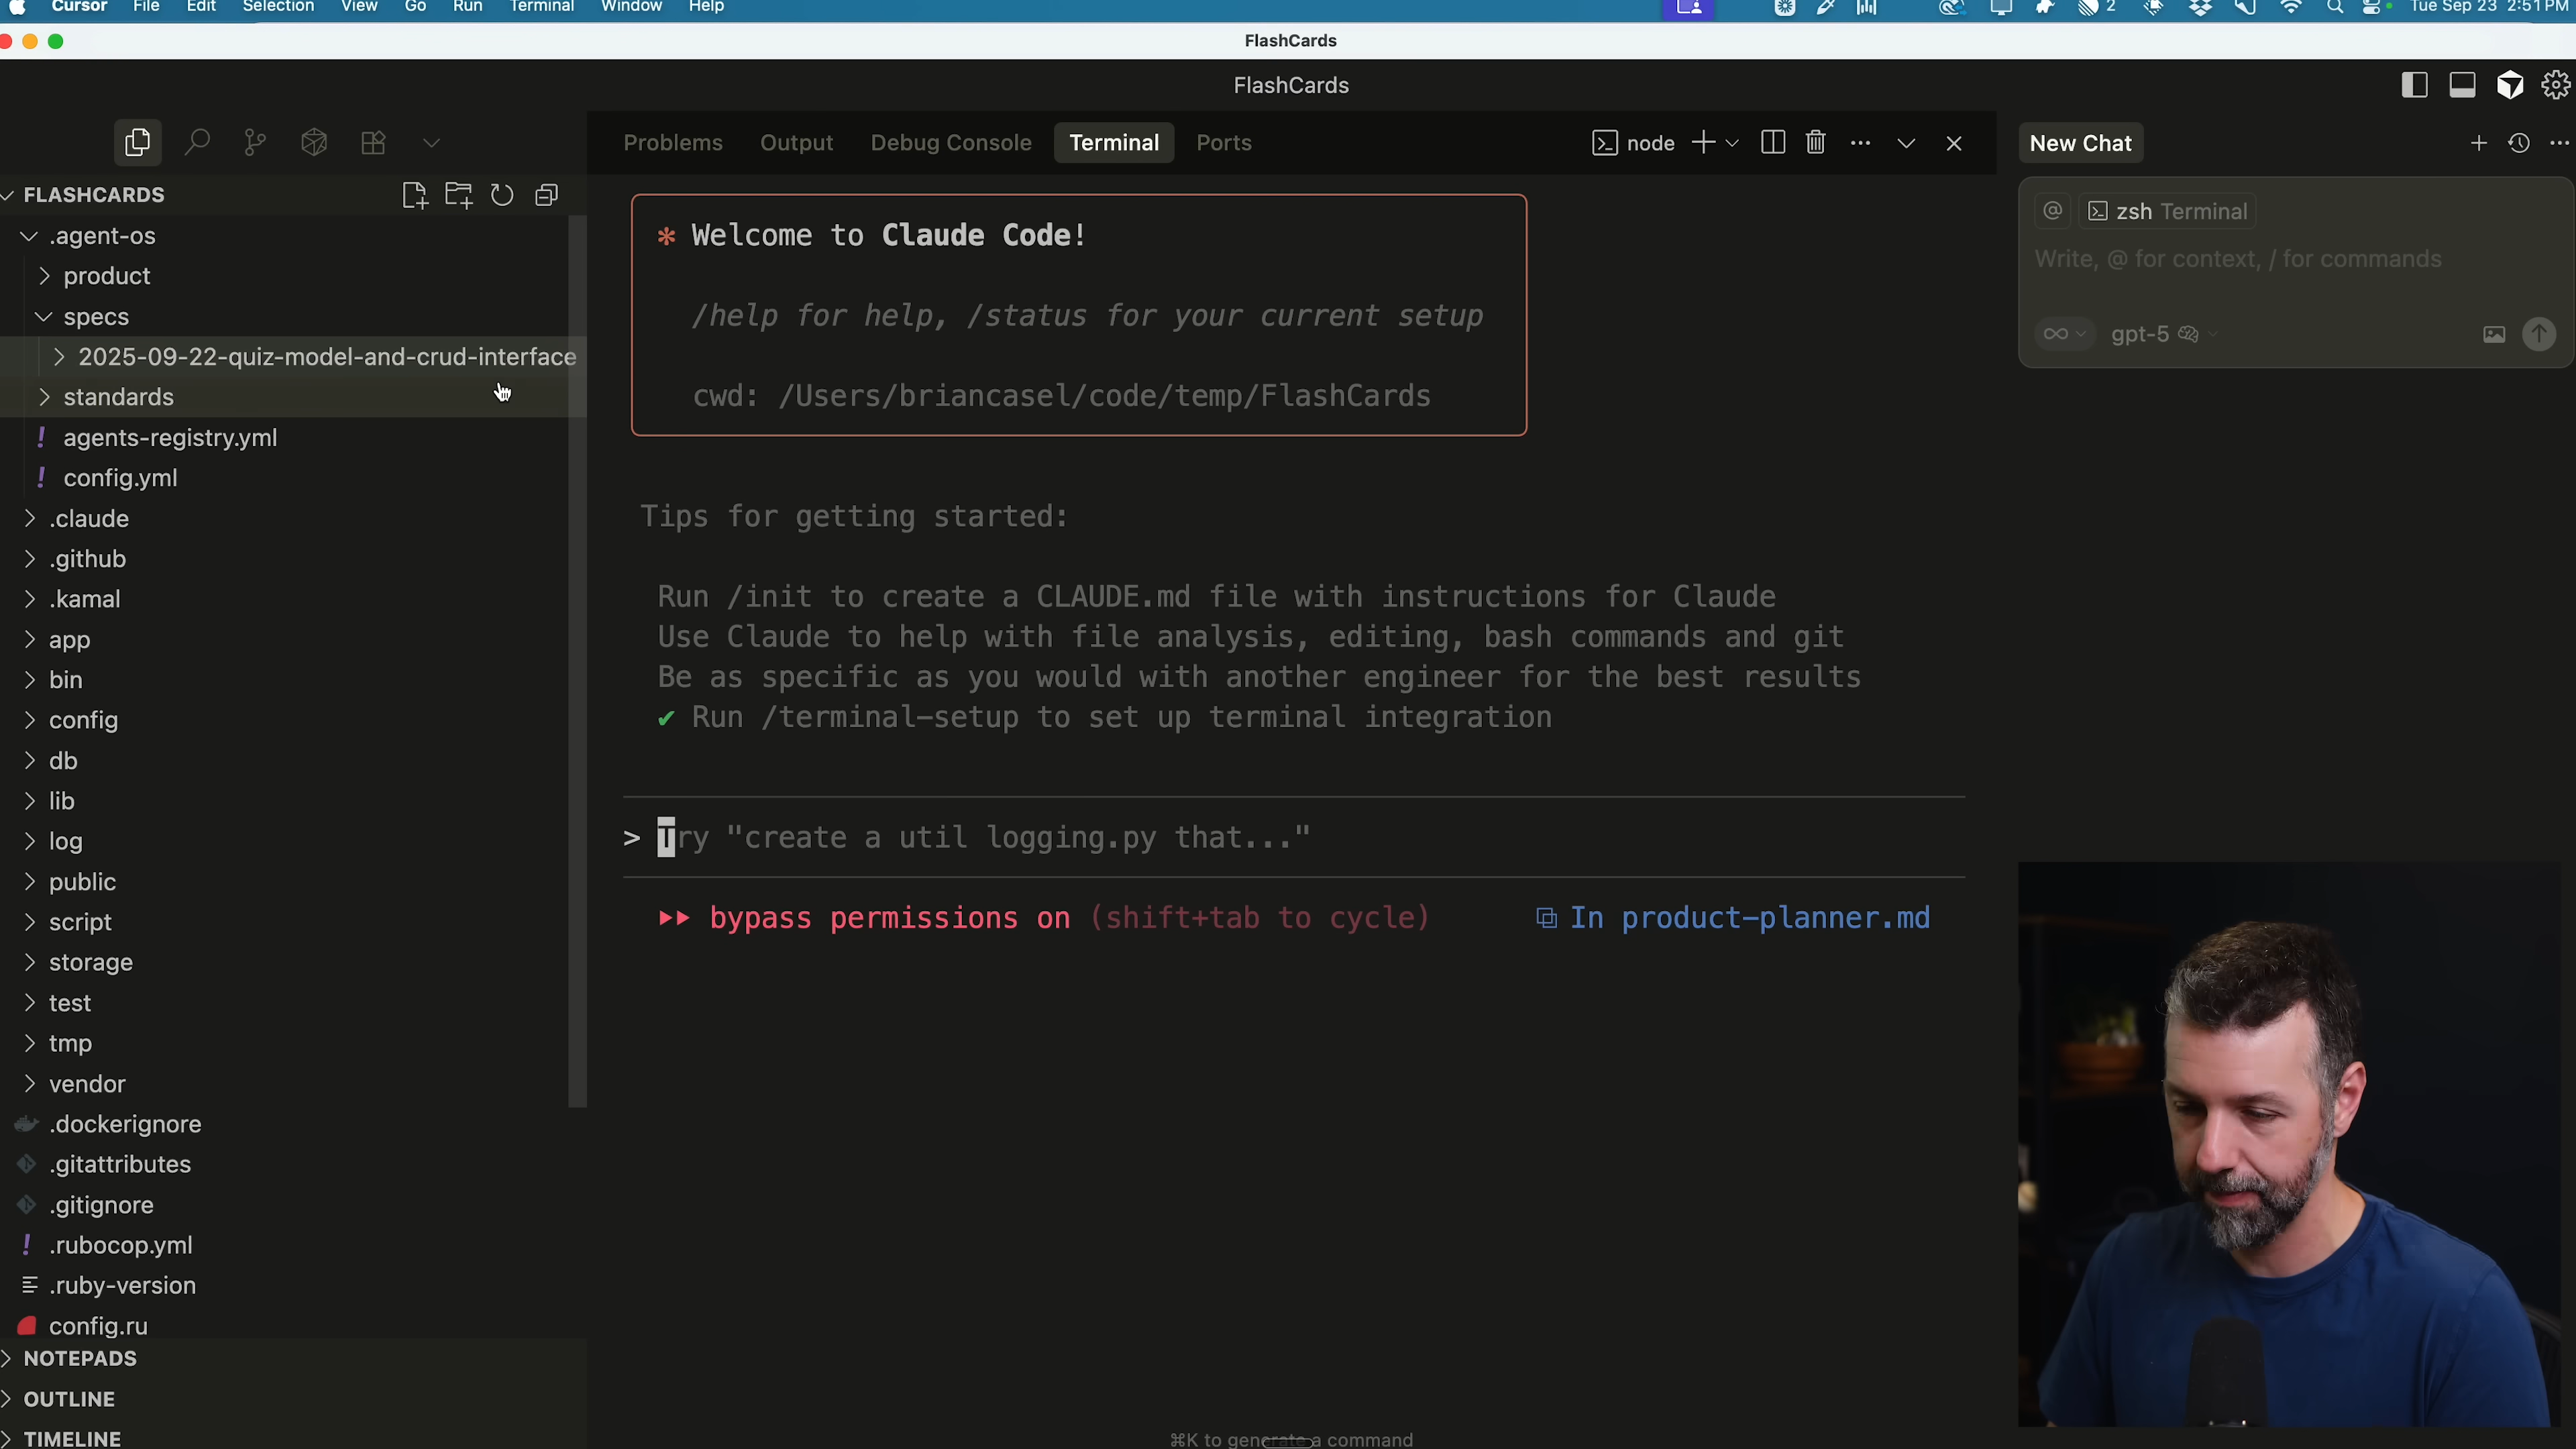 Cursor File Edit Selection View Go Run Terminal Window Help 2 Tue Sep 23 2:51 PM
FlashCards
FlashCards
FLASHCARDS
.agent-os
product
specs
2025-09-22-quiz-model-and-crud-interface
standards
! agents-registry.yml
! config.yml
.claude
.github
.kamal
app
bin
config
db
lib
log
public
script
storage
test
tmp
vendor
.dockerignore
.gitattributes
.gitignore
! .rubocop.yml
.ruby-version
config.ru
NOTEPADS
OUTLINE
TIMELINE
Problems Output Debug Console Terminal Ports node
* Welcome to Claude Code!
/help for help, /status for your current setup
cwd: /Users/briancasel/code/temp/FlashCards
Tips for getting started:
Run /init to create a CLAUDE.md file with instructions for Claude
Use Claude to help with file analysis, editing, bash commands and git
Be as specific as you would with another engineer for the best results
✔ Run /terminal-setup to set up terminal integration
> Try "create a util logging.py that..."
bypass permissions on (shift+tab to cycle) In product-planner.md
⌘K to generate a command
New Chat
@ zsh Terminal
Write, @ for context, / for commands
∞ gpt-5